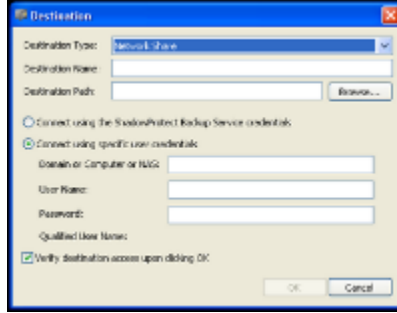 Destination
Destination Type: Network Share
Destination Name:
Destination Path: Browse...
Connect using the ShadowProtect Backup Service credentials
Connect using specific user credentials
Domain or Computer or NAS:
User Name:
Password:
Qualified User Name:
Verify destination access upon clicking OK
OK Cancel